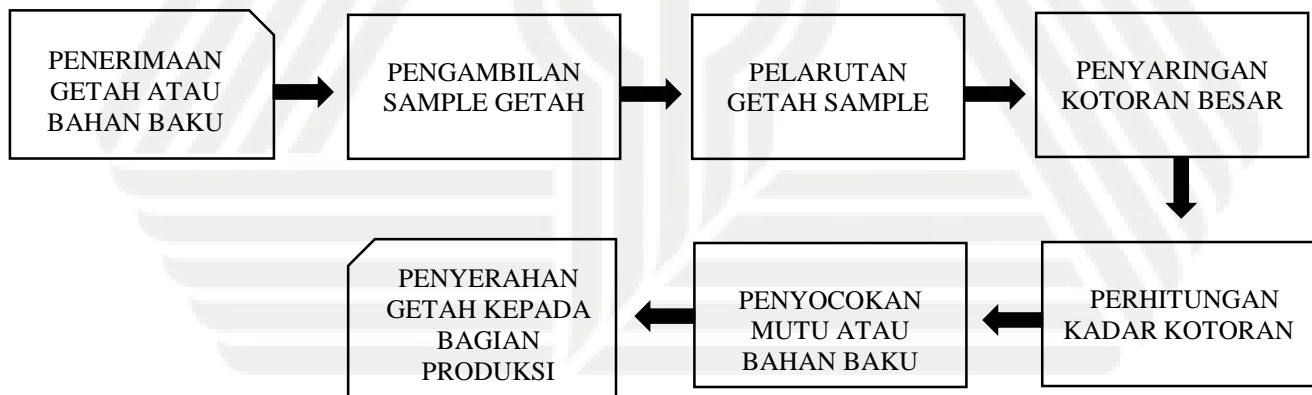 PENERIMAAN
GETAH ATAU
BAHAN BAKU
PENGAMBILAN
SAMPLE GETAH
PELARUTAN
GETAH SAMPLE
PENYARINGAN
KOTORAN BESAR
PERHITUNGAN
KADAR KOTORAN
PENYOCOKAN
MUTU ATAU
BAHAN BAKU
PENYERAHAN
GETAH KEPADA
BAGIAN
PRODUKSI